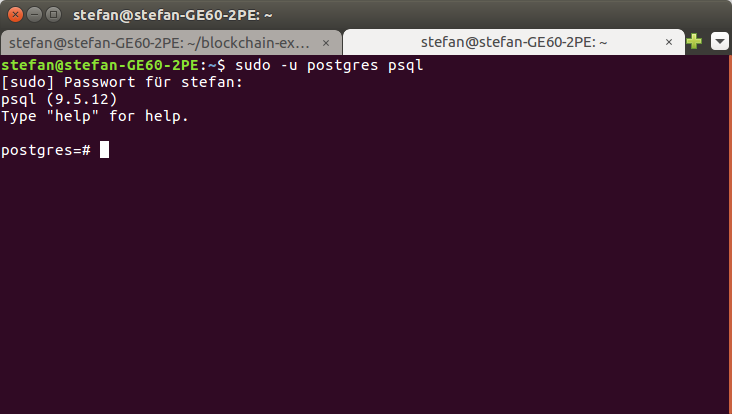 stefan@stefan-GE60-2PE: ~
stefan@stefan-GE60-2PE: ~/blockchain-ex… × stefan@stefan-GE60-2PE: ~ ×
stefan@stefan-GE60-2PE:~$ sudo -u postgres psql
[sudo] Passwort für stefan:
psql (9.5.12)
Type "help" for help.
postgres=#